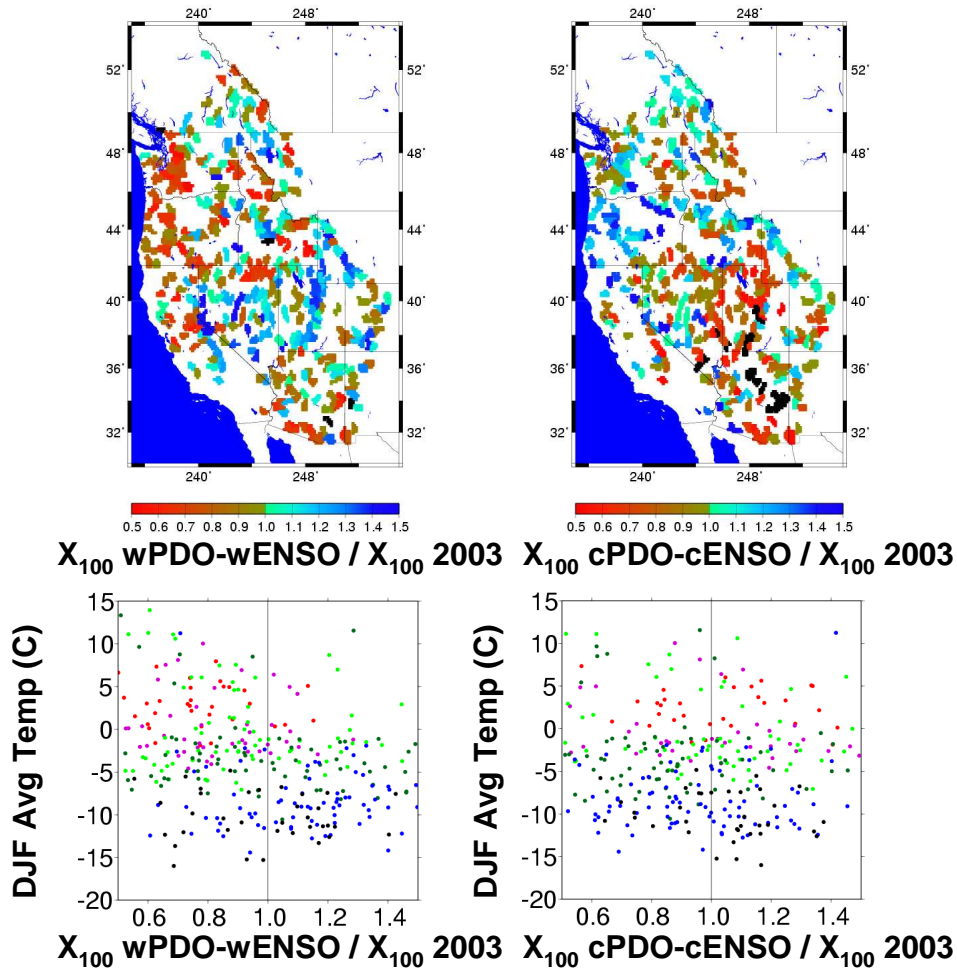 240˚ 248˚ 240˚ 248˚
52˚ 52˚
48˚ 48˚
44˚ 44˚
40˚ 40˚
36˚ 36˚
32˚ 32˚
240˚ 248˚ 240˚ 248˚
0.5 0.6 0.7 0.8 0.9 1.0 1.1 1.2 1.3 1.4 1.5 0.5 0.6 0.7 0.8 0.9 1.0 1.1 1.2 1.3 1.4 1.5
X100 wPDO-wENSO / X100 2003 X100 cPDO-cENSO / X100 2003
DJF Avg Temp (C)
15
10
5
0
-5
-10
-15
-20
0.6 0.8 1.0 1.2 1.4
X100 wPDO-wENSO / X100 2003
DJF Avg Temp (C)
15
10
5
0
-5
-10
-15
-20
0.6 0.8 1.0 1.2 1.4
X100 cPDO-cENSO / X100 2003